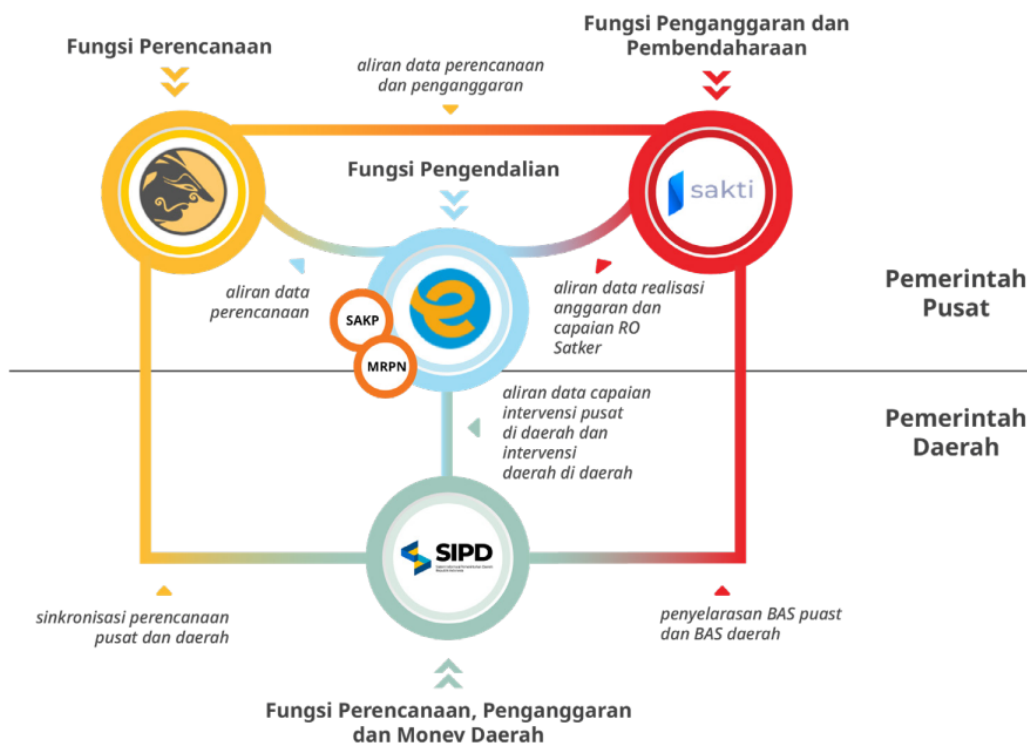 Fungsi Perencanaan
Fungsi Penganggaran dan
Pembendaharaan
aliran data perencanaan
dan penganggaran
Fungsi Pengendalian
sakti
aliran data
perencanaan
aliran data realisasi
anggaran dan
capaian RO
Satker
Pemerintah
Pusat
SAKP
MRPN
aliran data capaian
intervensi pusat
di daerah dan
intervensi
daerah di daerah
Pemerintah
Daerah
SIPD
sinkronisasi perencanaan
pusat dan daerah
penyelarasan BAS puast
dan BAS daerah
Fungsi Perencanaan, Penganggaran
dan Monev Daerah